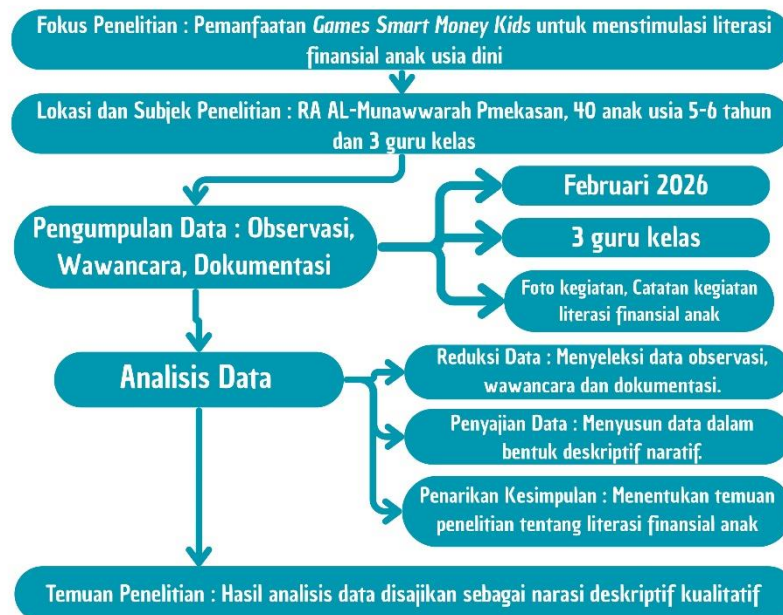 Fokus Penelitian : Pemanfaatan Games Smart Money Kids untuk menstimulasi literasi
finansial anak usia dini
Lokasi dan Subjek Penelitian : RA AL-Munawwarah Pmekasan, 40 anak usia 5-6 tahun
dan 3 guru kelas
Pengumpulan Data : Observasi,
Wawancara, Dokumentasi
Februari 2026
3 guru kelas
Foto kegiatan, Catatan kegiatan
literasi finansial anak
Analisis Data
Reduksi Data : Menyeleksi data observasi,
wawancara dan dokumentasi.
Penyajian Data : Menyusun data dalam
bentuk deskriptif naratif.
Penarikan Kesimpulan : Menentukan temuan
penelitian tentang literasi finansial anak
Temuan Penelitian : Hasil analisis data disajikan sebagai narasi deskriptif kualitatif